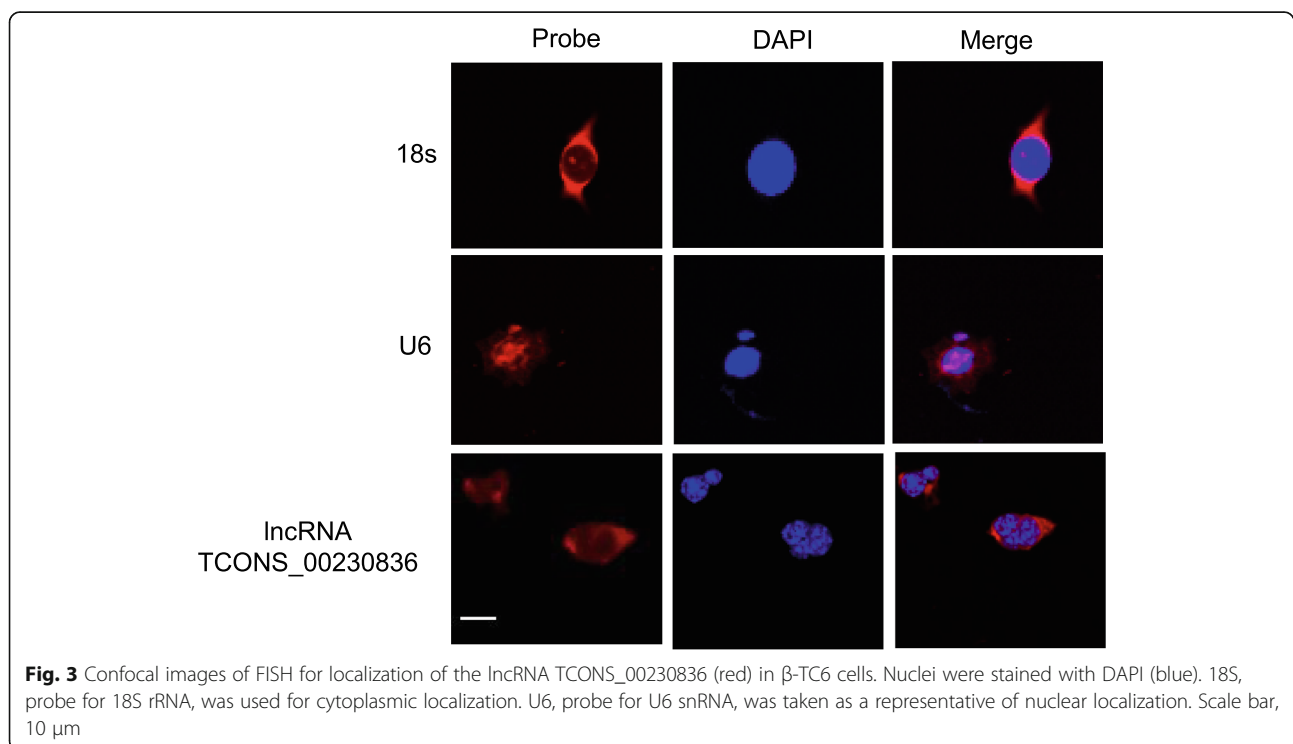 Probe DAPI Merge
18s
U6
lncRNA
TCONS_00230836
Fig. 3 Confocal images of FISH for localization of the lncRNA TCONS_00230836 (red) in β-TC6 cells. Nuclei were stained with DAPI (blue). 18S,
probe for 18S rRNA, was used for cytoplasmic localization. U6, probe for U6 snRNA, was taken as a representative of nuclear localization. Scale bar,
10 μm